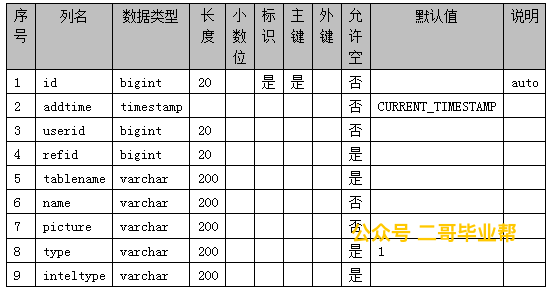 序号 列名 数据类型 长度 小数位 标识 主键 外键 允许空 默认值 说明
1 id bigint 20 是 是 否 auto
2 addtime timestamp 否 CURRENT_TIMESTAMP
3 userid bigint 20 否
4 refid bigint 20 是
5 tablename varchar 200 是
6 name varchar 200 否
7 picture varchar 200 否
公众号 二哥毕业帮
8 type varchar 200 是 1
9 inteltype varchar 200 是